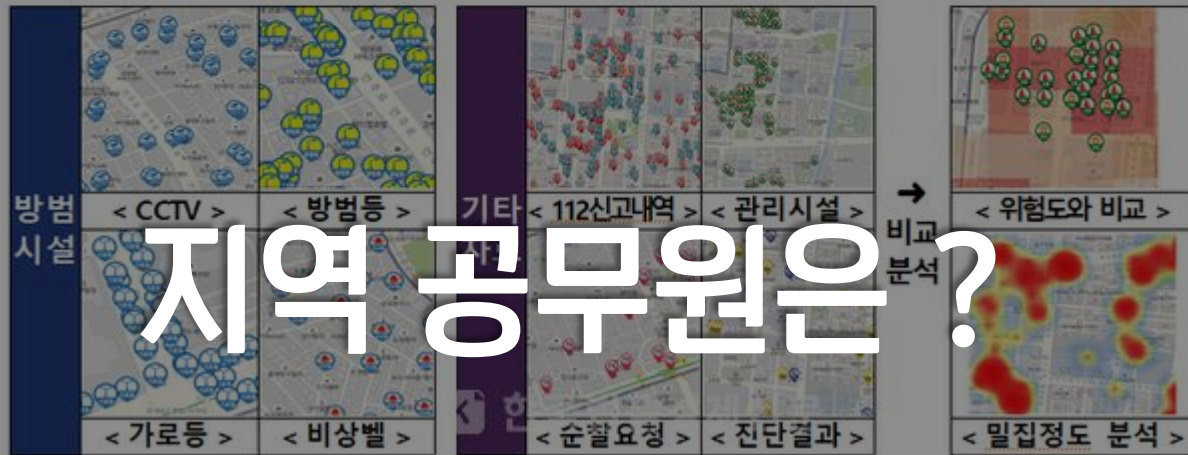 방범
시설
< CCTV >
< 방범등 >
< 가로등 >
< 비상벨 >
기타
< 112신고내역 >
< 관리시설 >
< 순찰요청 >
< 진단결과 >
➔
비교
분석
< 위험도와 비교 >
< 밀집정도 분석 >
지역 공무원은 ?